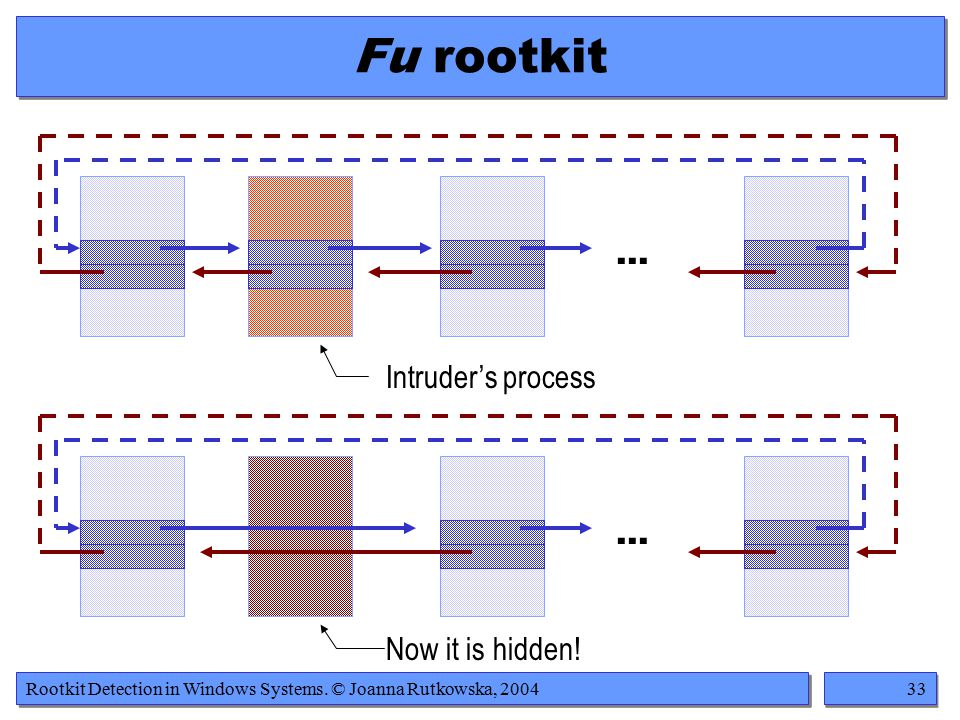 Fu rootkit
...
Intruder’s process
...
Now it is hidden!
Rootkit Detection in Windows Systems. © Joanna Rutkowska, 2004
33